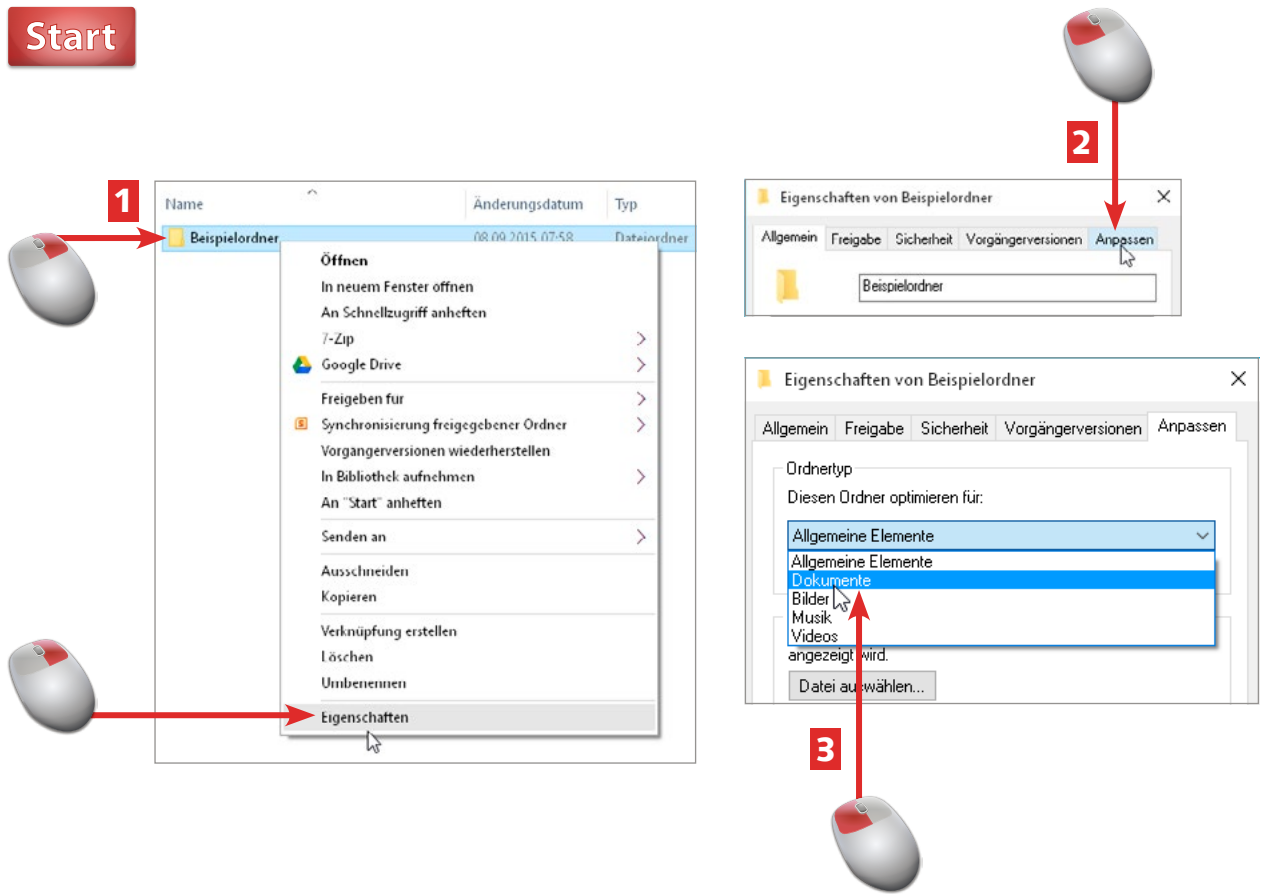 Start
1
Name Änderungsdatum Typ
Beispielordner 08.09.2015 07:58 Dateiordner
Öffnen
In neuem Fenster öffnen
An Schnellzugriff anheften
7-Zip
Google Drive
Freigeben für
Synchronisierung freigegebener Ordner
Vorgängerversionen wiederherstellen
In Bibliothek aufnehmen
An "Start" anheften
Senden an
Ausschneiden
Kopieren
Verknüpfung erstellen
Löschen
Umbenennen
Eigenschaften
2
Eigenschaften von Beispielordner
Allgemein Freigabe Sicherheit Vorgängerversionen Anpassen
Beispielordner
Eigenschaften von Beispielordner
Allgemein Freigabe Sicherheit Vorgängerversionen Anpassen
Ordnertyp
Diesen Ordner optimieren für:
Allgemeine Elemente
Allgemeine Elemente
Dokumente
Bilder
Musik
Videos
angezeigt wird.
Datei auswählen...
3